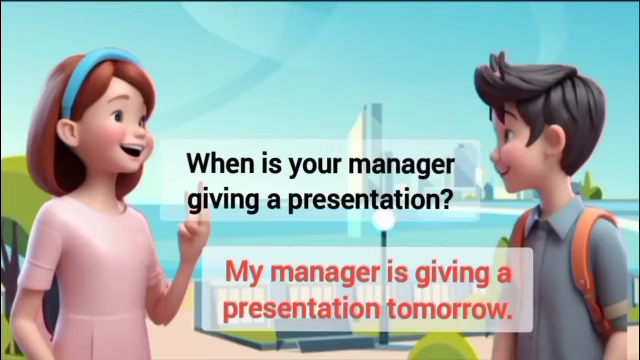 When is your manager
giving a presentation?
My manager is giving a
presentation tomorrow.